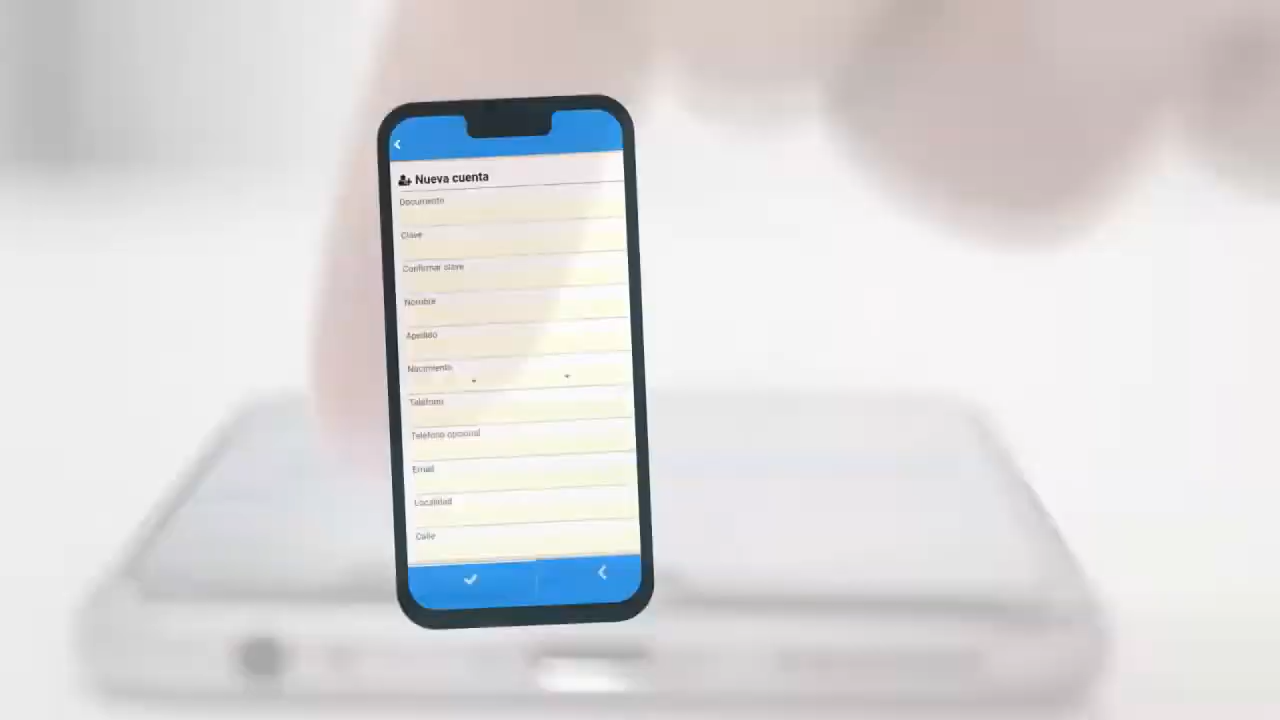 Nueva cuenta
Documento
Clave
Confirmar clave
Nombre
Apellido
Nacimiento
Teléfono
Teléfono opcional
Email
Localidad
Calle